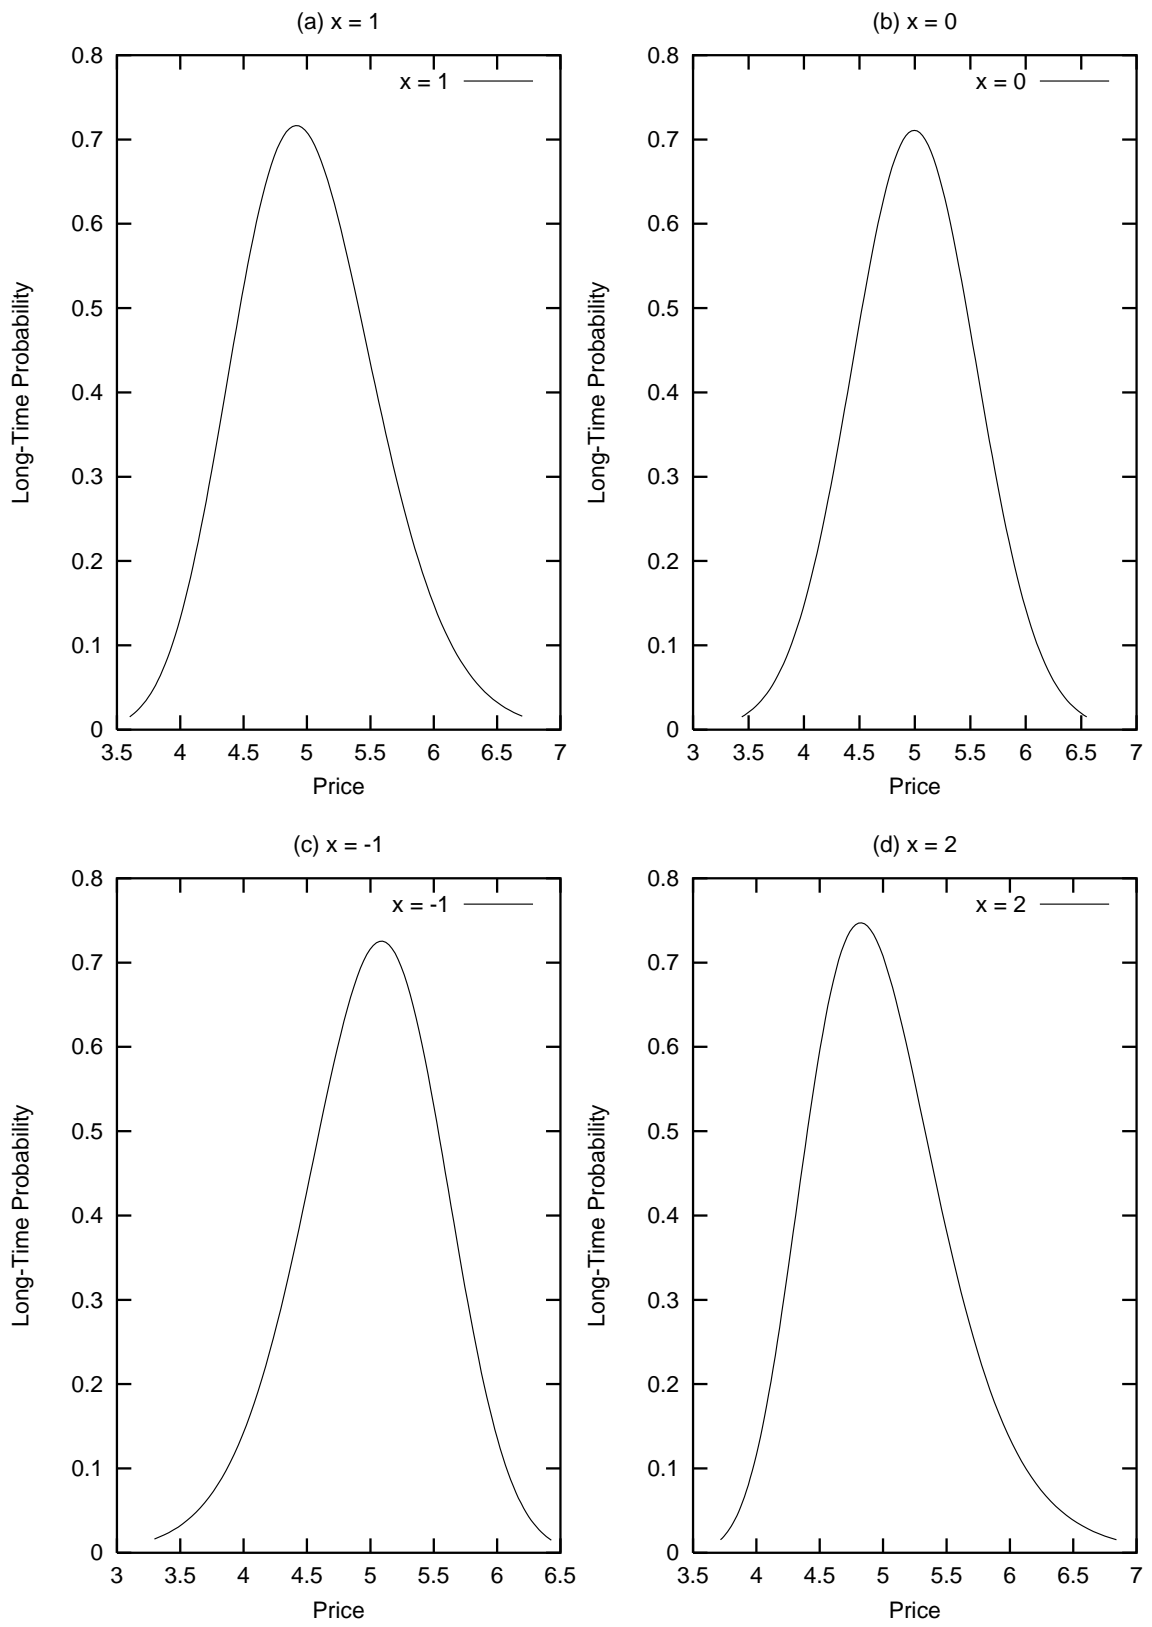 (a) x = 1
0.8
0.7
0.6
0.5
0.4
0.3
0.2
0.1
0
3.5 4 4.5 5 5.5 6 6.5 7
Long-Time Probability
Price
x = 1
(b) x = 0
0.8
0.7
0.6
0.5
0.4
0.3
0.2
0.1
0
3 3.5 4 4.5 5 5.5 6 6.5 7
Long-Time Probability
Price
x = 0
(c) x = -1
0.8
0.7
0.6
0.5
0.4
0.3
0.2
0.1
0
3 3.5 4 4.5 5 5.5 6 6.5
Long-Time Probability
Price
x = -1
(d) x = 2
0.8
0.7
0.6
0.5
0.4
0.3
0.2
0.1
0
3.5 4 4.5 5 5.5 6 6.5 7
Long-Time Probability
Price
x = 2